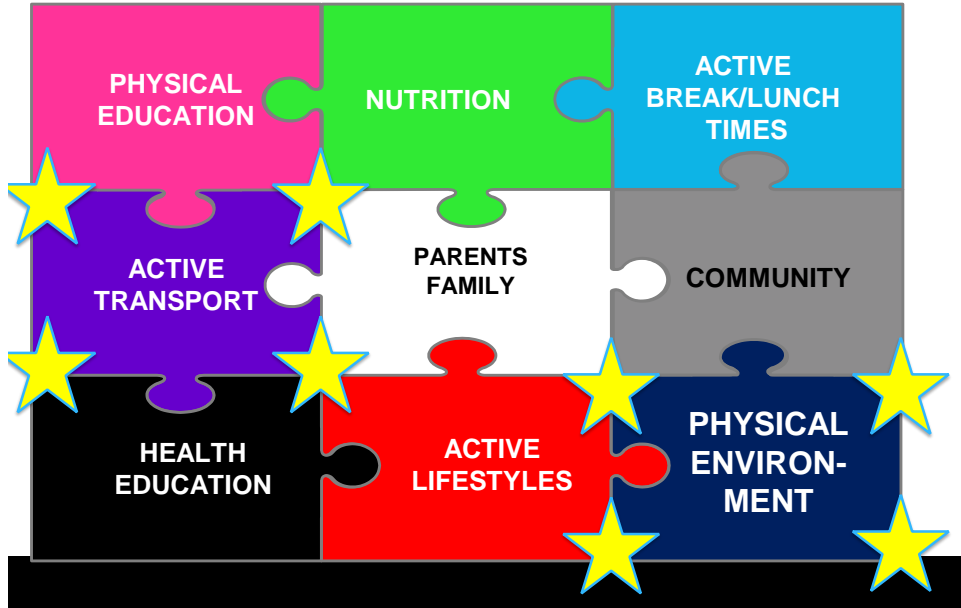 PHYSICAL
EDUCATION
NUTRITION
ACTIVE
BREAK/LUNCH
TIMES
ACTIVE
TRANSPORT
PARENTS
FAMILY
COMMUNITY
HEALTH
EDUCATION
ACTIVE
LIFESTYLES
PHYSICAL
ENVIRON-
MENT